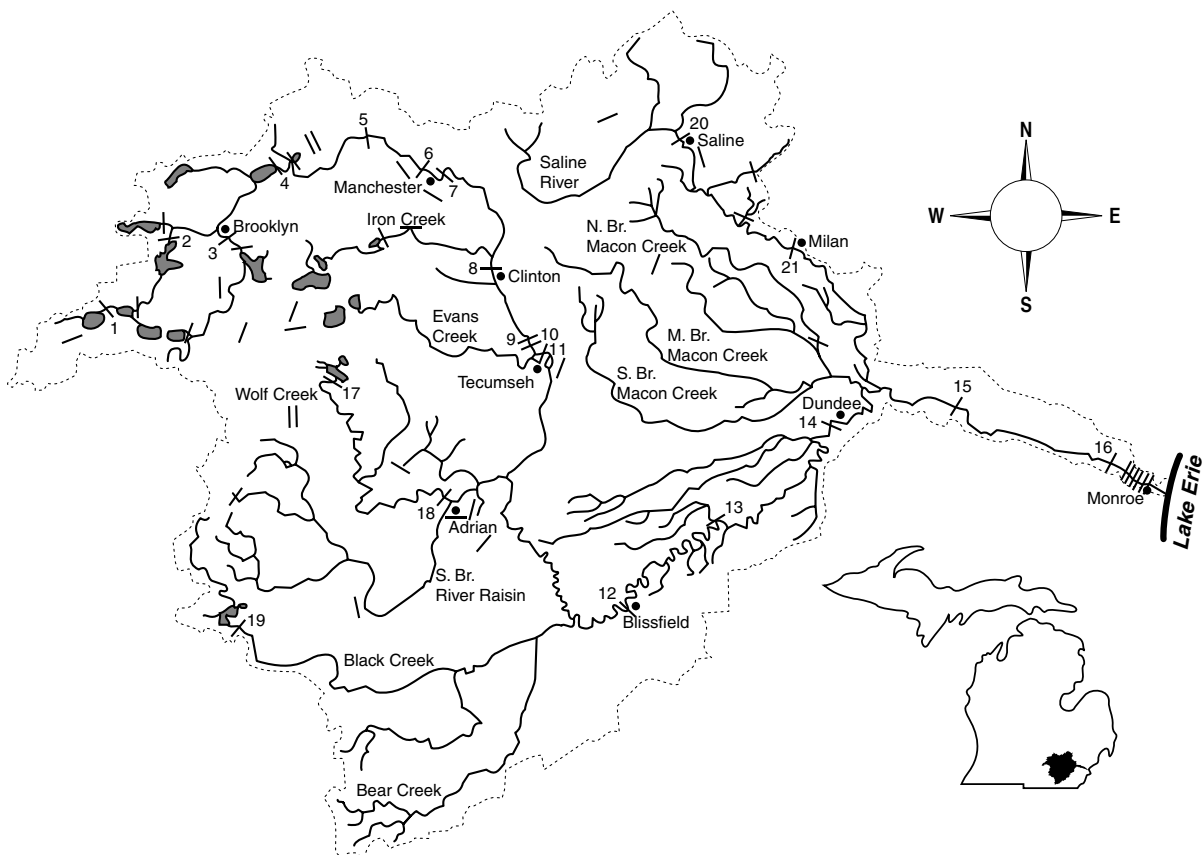 20
Saline
5
6
Saline
River
4
Manchester
7
N
Iron Creek
W
E
Brooklyn
2
3
N. Br.
Macon Creek
Milan
21
8
Clinton
S
1
Evans
Creek
9
10
11
M. Br.
Macon Creek
Tecumseh
S. Br.
Macon Creek
Wolf Creek
17
15
Dundee
14
16
Monroe
Lake Erie
18
Adrian
13
S. Br.
River Raisin
12
Blissfield
19
Black Creek
Bear Creek